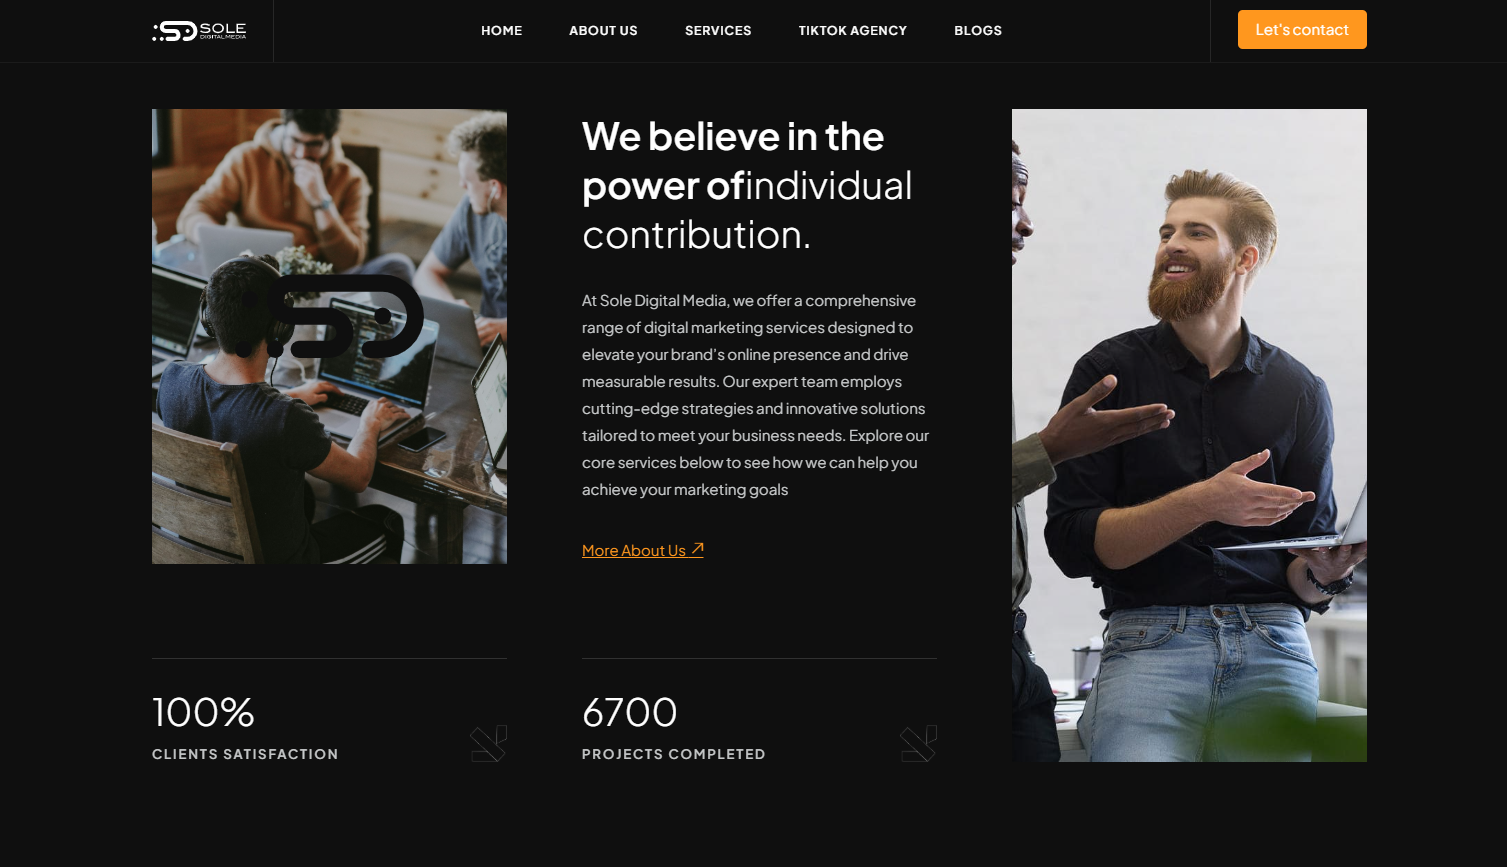 SOLE
DIGITAL MEDIA
HOME
ABOUT US
SERVICES
TIKTOK AGENCY
BLOGS
Let's contact
We believe in the
power ofindividual
contribution.
At Sole Digital Media, we offer a comprehensive
range of digital marketing services designed to
elevate your brand's online presence and drive
measurable results. Our expert team employs
cutting-edge strategies and innovative solutions
tailored to meet your business needs. Explore our
core services below to see how we can help you
achieve your marketing goals
More About Us
100%
CLIENTS SATISFACTION
6700
PROJECTS COMPLETED